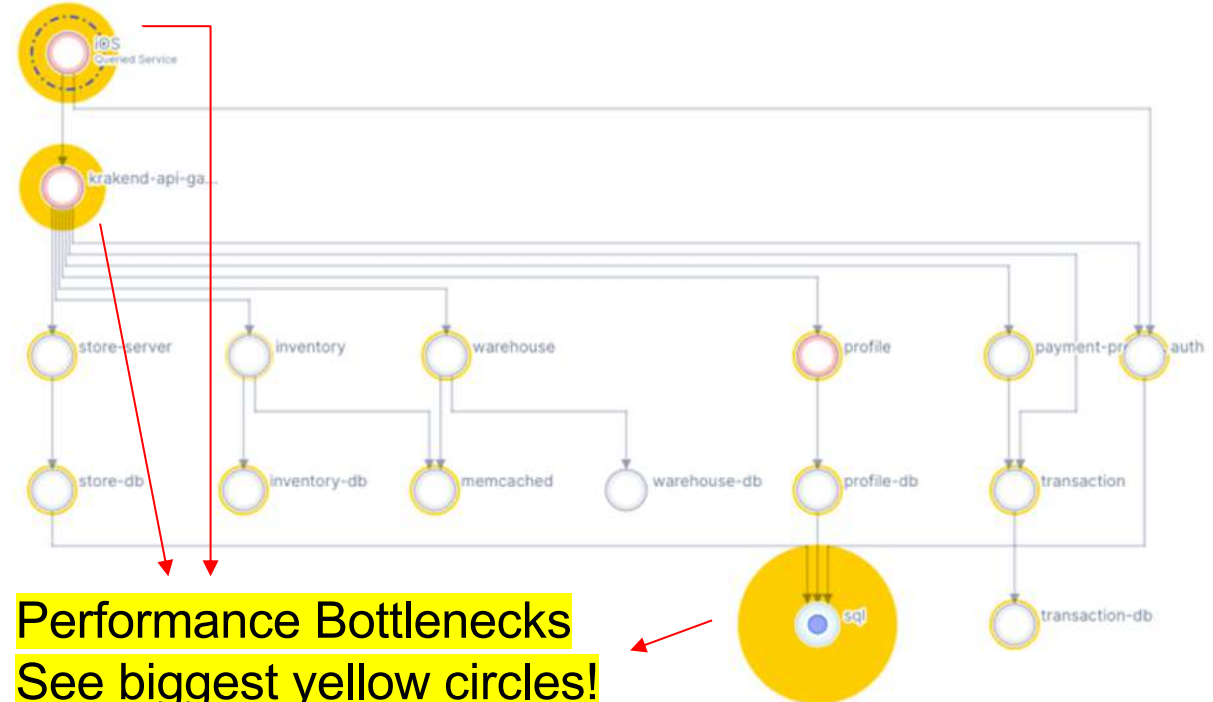 iOS
Queried Service
krakend-api-ga...
store-server
inventory
warehouse
profile
payment-pr
auth
store-db
inventory-db
memcached
warehouse-db
profile-db
transaction
sql
transaction-db
Performance Bottlenecks
See biggest yellow circles!